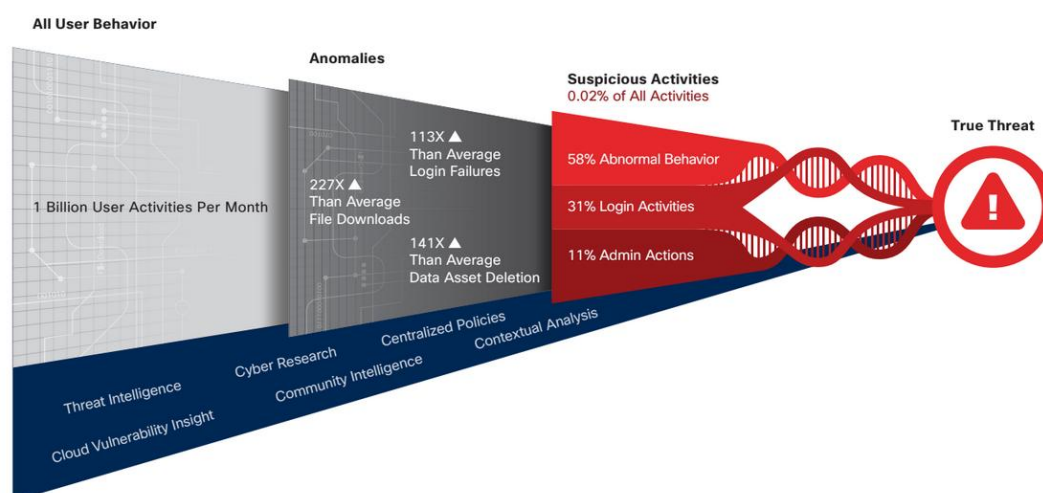 All User Behavior
1 Billion User Activities Per Month
Anomalies
113X ▲
Than Average
Login Failures
227X ▲
Than Average
File Downloads
141X ▲
Than Average
Data Asset Deletion
Suspicious Activities
0.02% of All Activities
58% Abnormal Behavior
31% Login Activities
11% Admin Actions
True Threat
Threat Intelligence
Cyber Research
Centralized Policies
Cloud Vulnerability Insight
Community Intelligence
Contextual Analysis